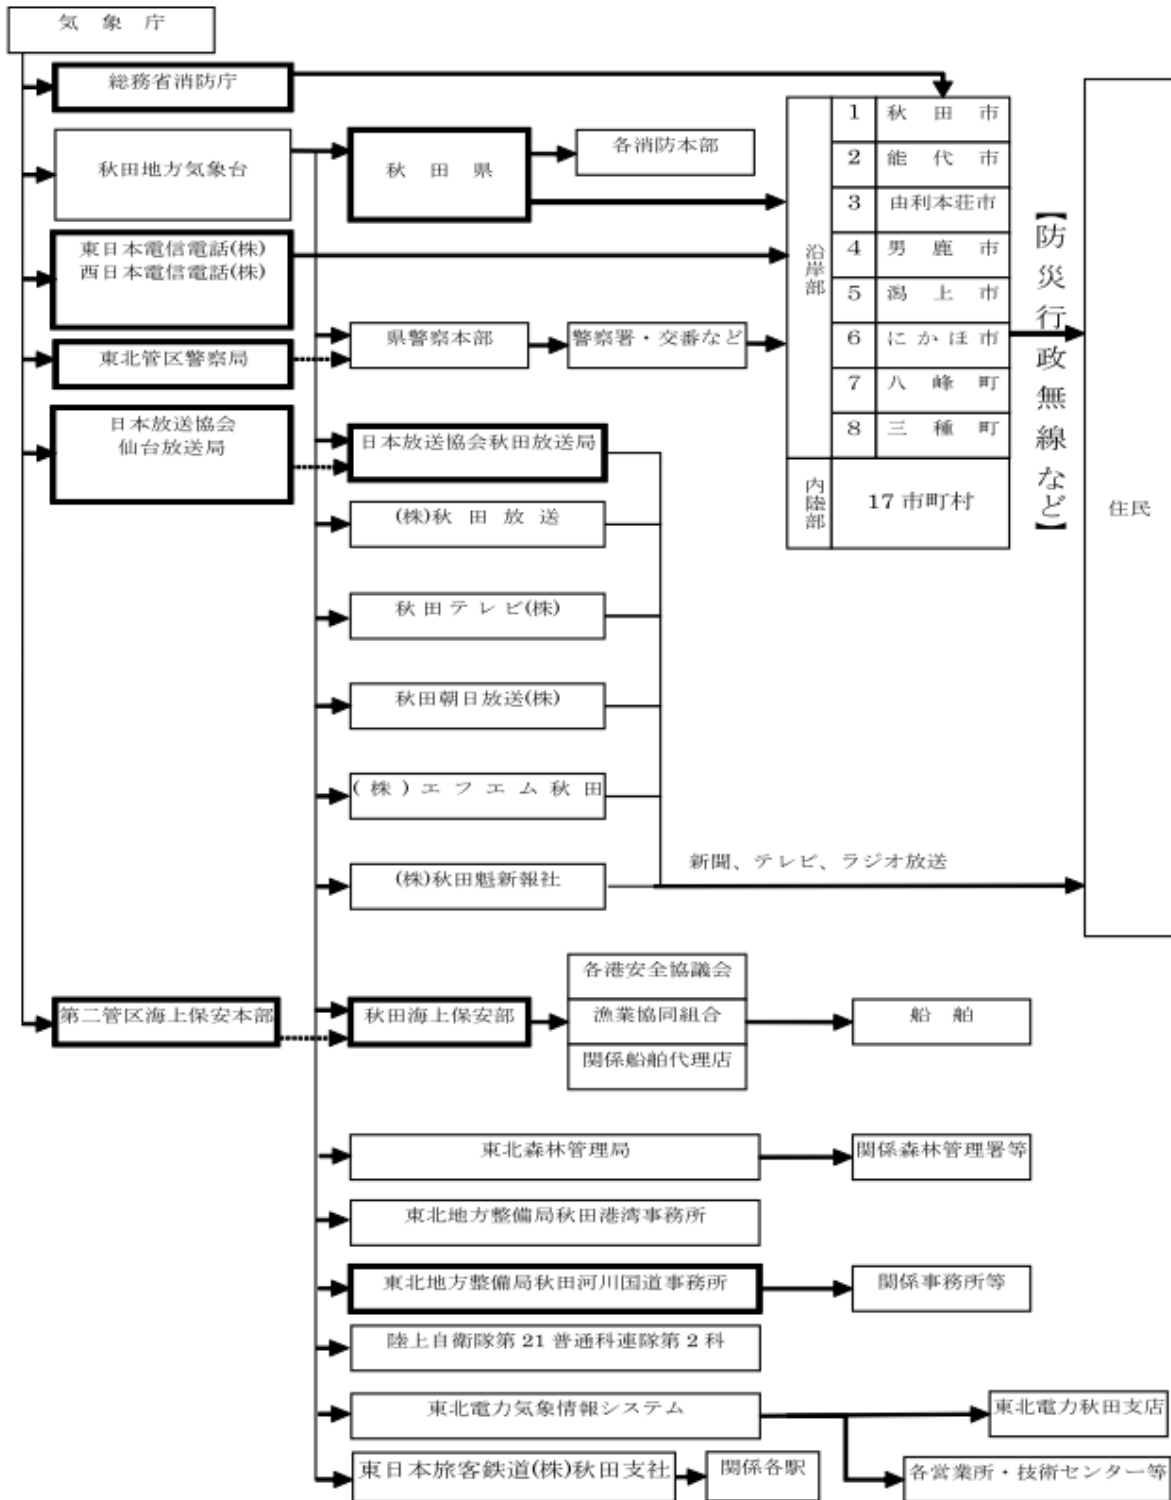 気象庁
総務省消防庁
秋田地方気象台
東日本電信電話(株)
西日本電信電話(株)
東北管区警察局
日本放送協会
仙台放送局
第二管区海上保安本部
秋田県
各消防本部
県警察本部
警察署・交番など
日本放送協会秋田放送局
(株)秋田放送
秋田テレビ(株)
秋田朝日放送(株)
(株)エフエム秋田
(株)秋田魁新報社
新聞、テレビ、ラジオ放送
沿岸部
1 秋田市
2 能代市
3 由利本荘市
4 男鹿市
5 潟上市
6 にかほ市
7 八峰町
8 三種町
内陸部
17市町村
【防災行政無線など】
住民
秋田海上保安部
各港安全協議会
漁業協同組合
関係船舶代理店
船舶
東北森林管理局
関係森林管理署等
東北地方整備局秋田港湾事務所
東北地方整備局秋田河川国道事務所
関係事務所等
陸上自衛隊第21普通科連隊第2科
東北電力気象情報システム
東北電力秋田支店
各営業所・技術センター等
東日本旅客鉄道(株)秋田支社
関係各駅